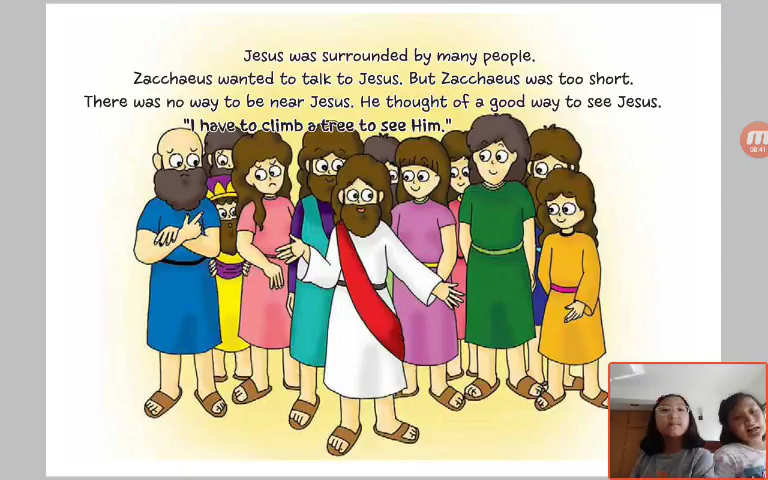 Jesus was surrounded by many people.
Zacchaeus wanted to talk to Jesus. But Zacchaeus was too short.
There was no way to be near Jesus. He thought of a good way to see Jesus.
"I have to climb a tree to see Him."
M
08:41